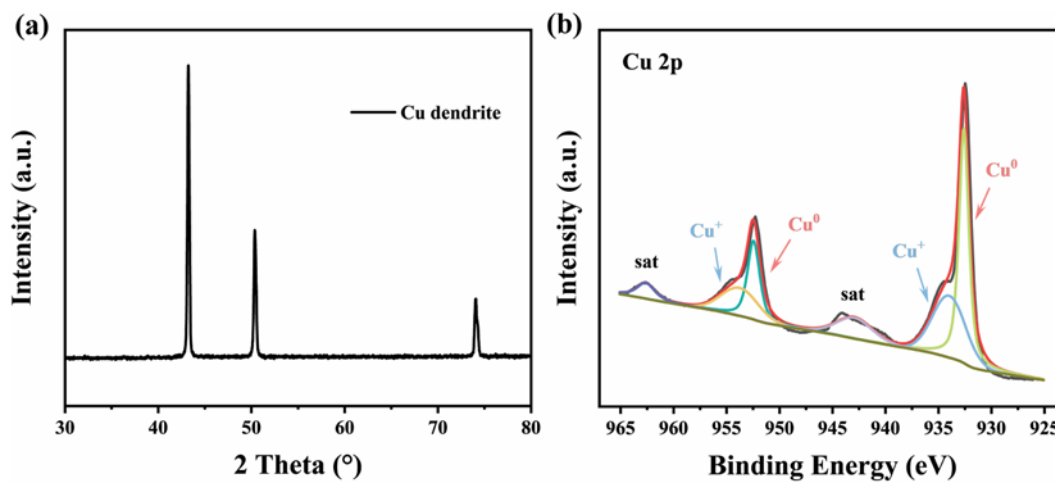 (a)
Intensity (a.u.)
Cu dendrite
30 40 50 60 70 80
2 Theta (°)
(b)
Intensity (a.u.)
Cu 2p
sat
Cu⁺
Cu⁰
sat
Cu⁺
Cu⁰
965 960 955 950 945 940 935 930 925
Binding Energy (eV)